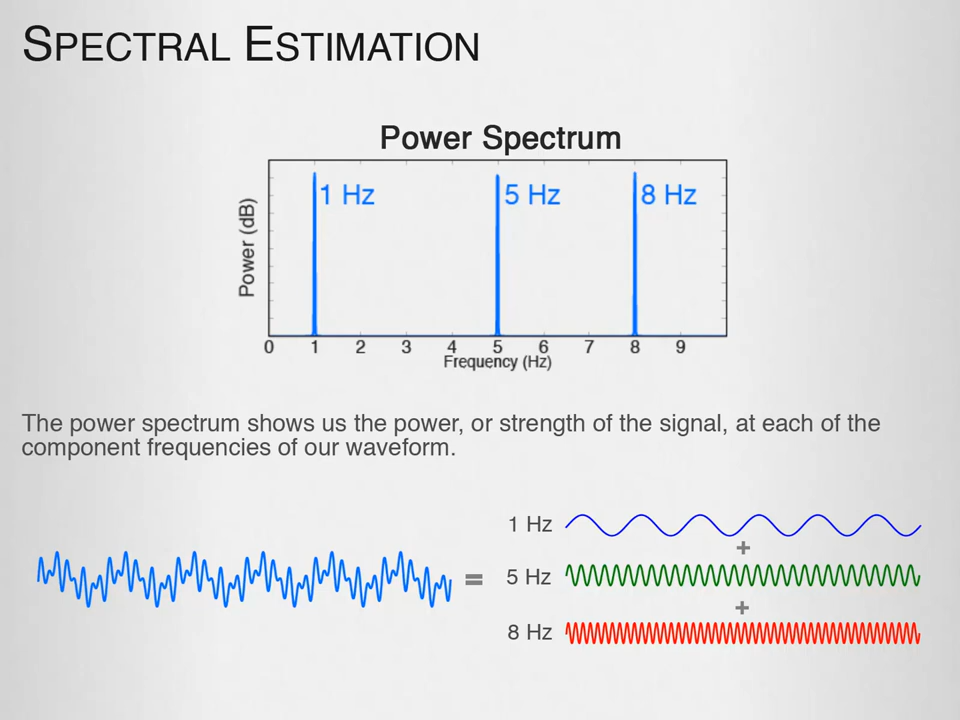 SPECTRAL ESTIMATION
Power Spectrum
1 Hz
5 Hz
8 Hz
Power (dB)
0 1 2 3 4 5 6 7 8 9
Frequency (Hz)
The power spectrum shows us the power, or strength of the signal, at each of the
component frequencies of our waveform.
1 Hz
+
=
5 Hz
+
8 Hz